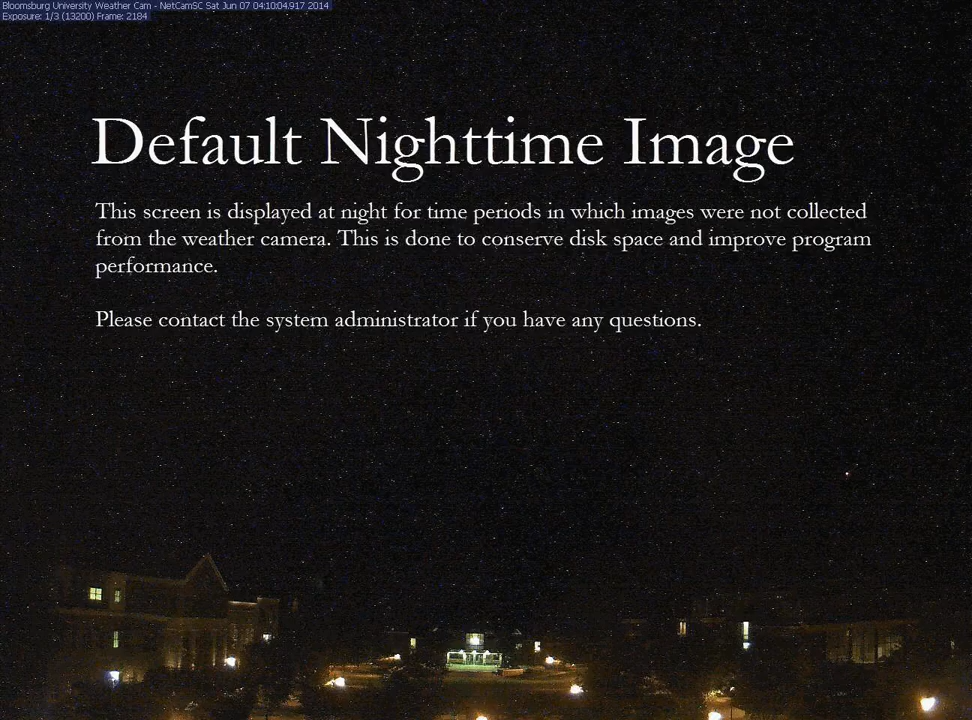 Bloomsburg University Weather Cam - NetCamSC Sat Jun 07 04:10:04.917 2014
Exposure: 1/3 (13200) Frame: 2184
Default Nighttime Image
This screen is displayed at night for time periods in which images were not collected
from the weather camera. This is done to conserve disk space and improve program
performance.
Please contact the system administrator if you have any questions.